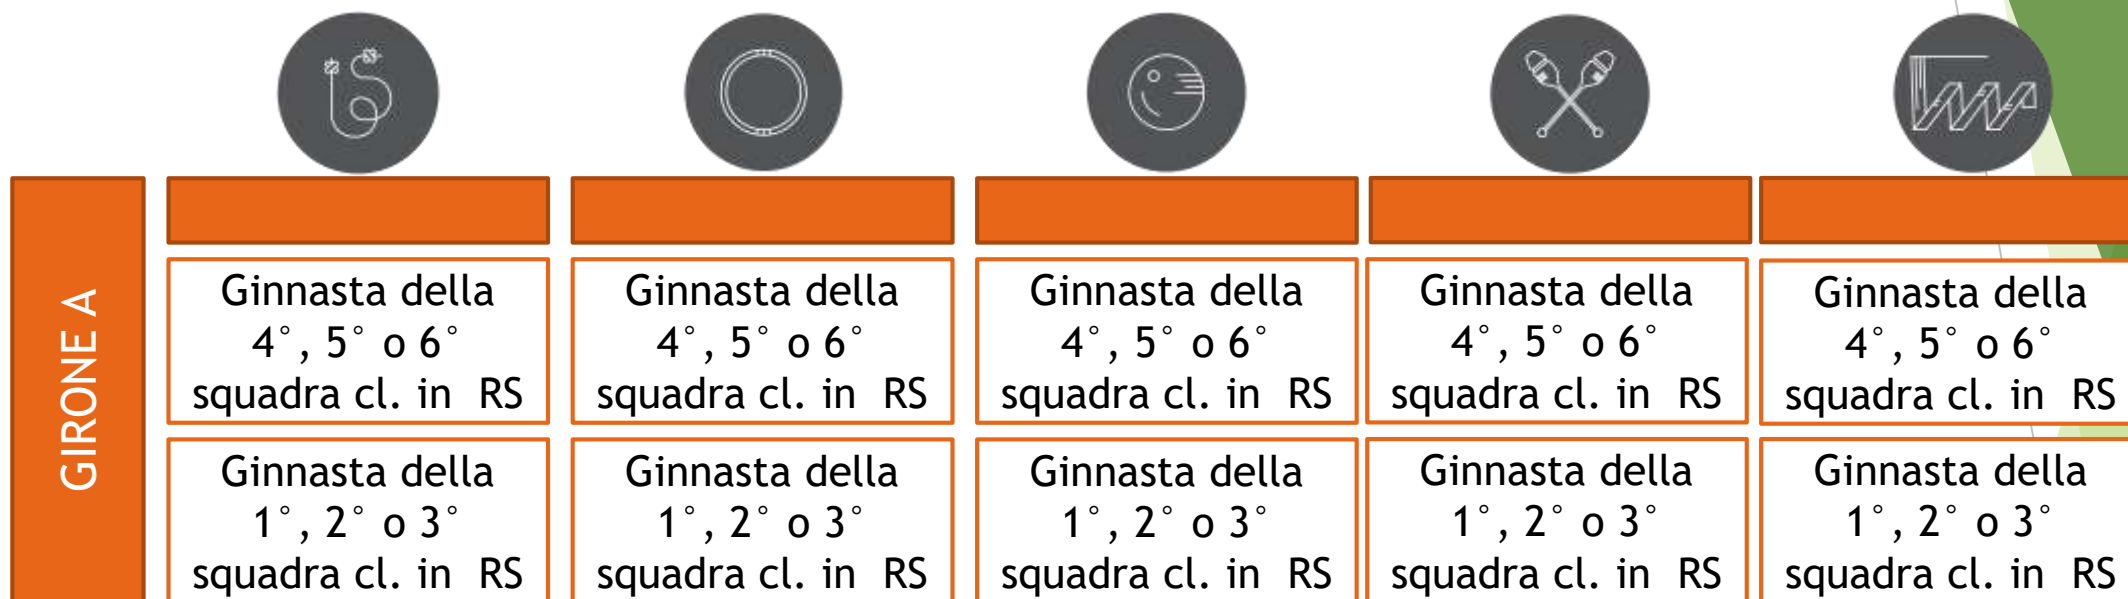 GIRONE A
Ginnasta della
4°, 5° o 6°
squadra cl. in RS
Ginnasta della
4°, 5° o 6°
squadra cl. in RS
Ginnasta della
4°, 5° o 6°
squadra cl. in RS
Ginnasta della
4°, 5° o 6°
squadra cl. in RS
Ginnasta della
4°, 5° o 6°
squadra cl. in RS
Ginnasta della
1°, 2° o 3°
squadra cl. in RS
Ginnasta della
1°, 2° o 3°
squadra cl. in RS
Ginnasta della
1°, 2° o 3°
squadra cl. in RS
Ginnasta della
1°, 2° o 3°
squadra cl. in RS
Ginnasta della
1°, 2° o 3°
squadra cl. in RS